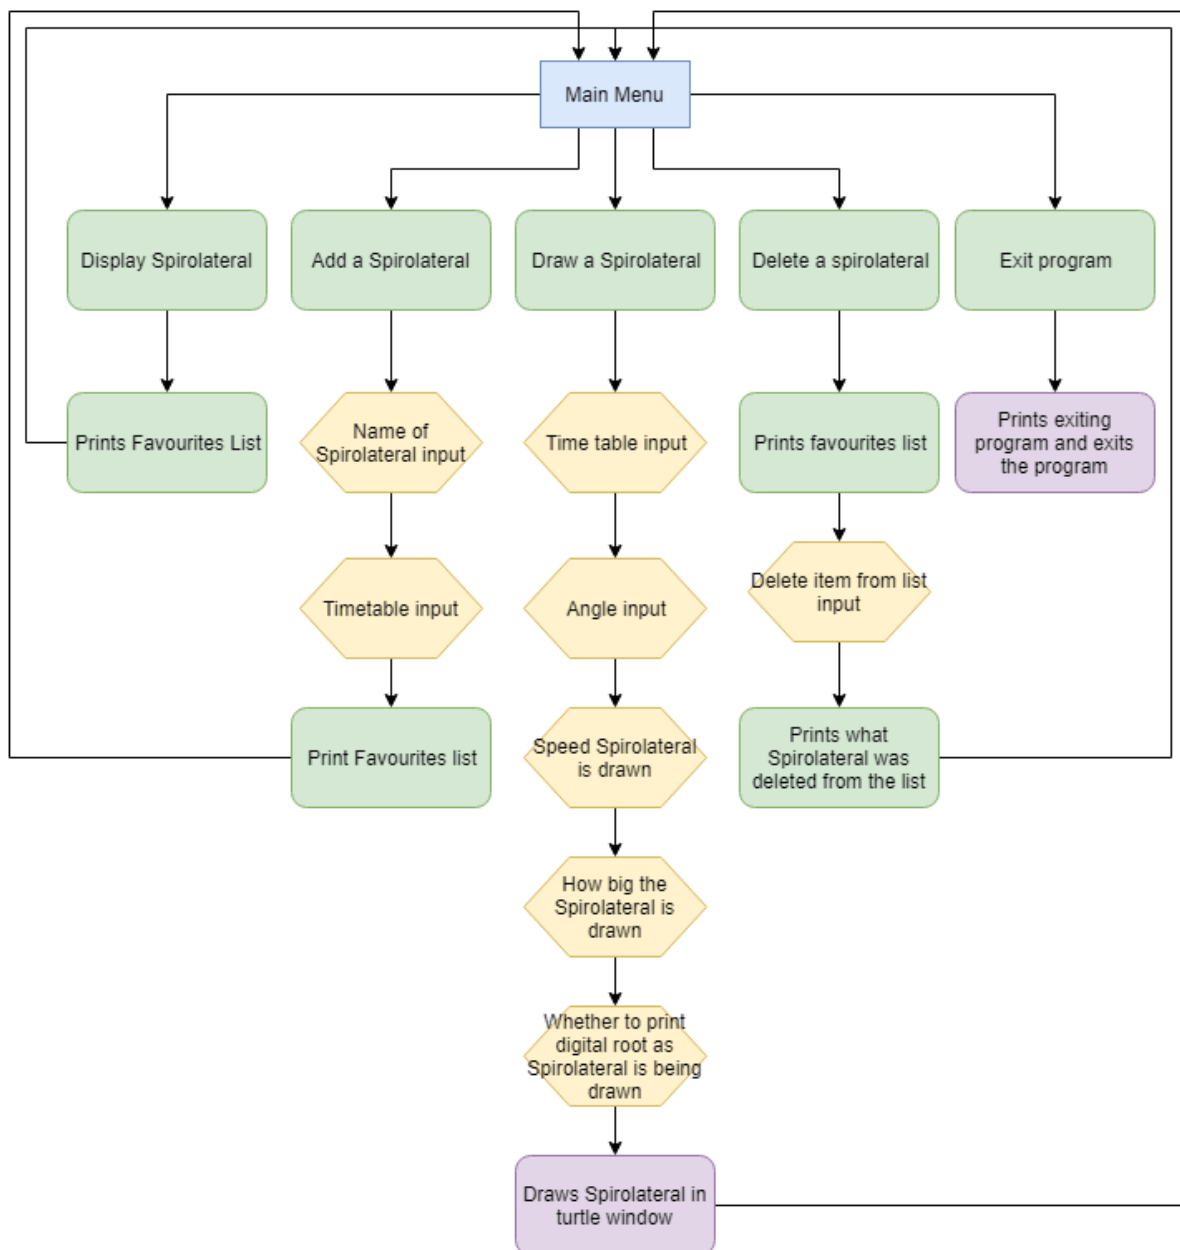 Main Menu
Display Spirolateral
Add a Spirolateral
Draw a Spirolateral
Delete a spirolateral
Exit program
Prints Favourites List
Name of
Spirolateral input
Time table input
Prints favourites list
Prints exiting
program and exits
the program
Timetable input
Angle input
Delete item from list
input
Print Favourites list
Speed Spirolateral
is drawn
Prints what
Spirolateral was
deleted from the list
How big the
Spirolateral is
drawn
Whether to print
digital root as
Spirolateral is being
drawn
Draws Spirolateral in
turtle window